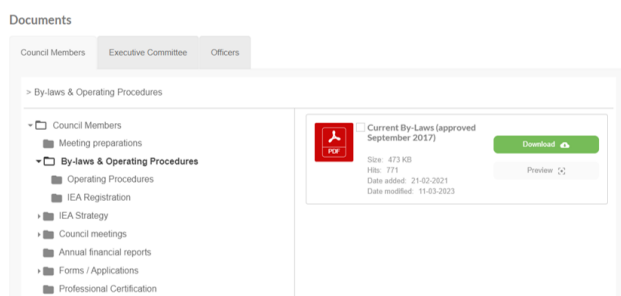 Documents
Council Members
Executive Committee
Officers
> By-laws & Operating Procedures
Council Members
Meeting preparations
By-laws & Operating Procedures
Operating Procedures
IEA Registration
IEA Strategy
Council meetings
Annual financial reports
Forms / Applications
Professional Certification
PDF
Current By-Laws (approved
September 2017)
Size: 473 KB
Hits: 771
Date added: 21-02-2021
Date modified: 11-03-2023
Download
Preview